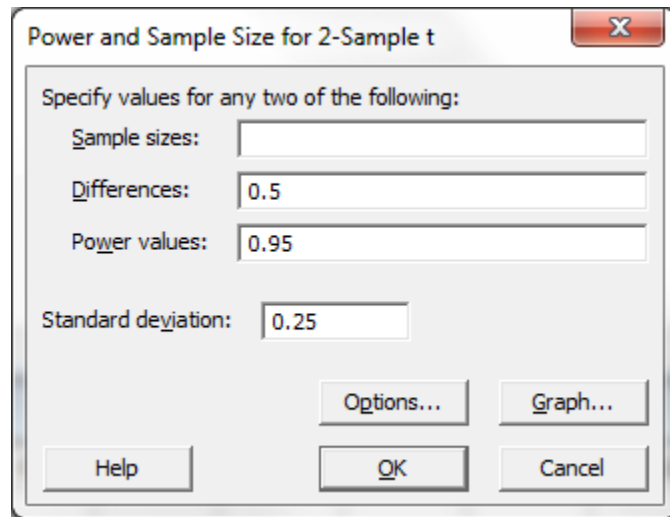 Power and Sample Size for 2-Sample t
Specify values for any two of the following:
Sample sizes:
Differences: 0.5
Power values: 0.95
Standard deviation: 0.25
Options... Graph...
Help OK Cancel